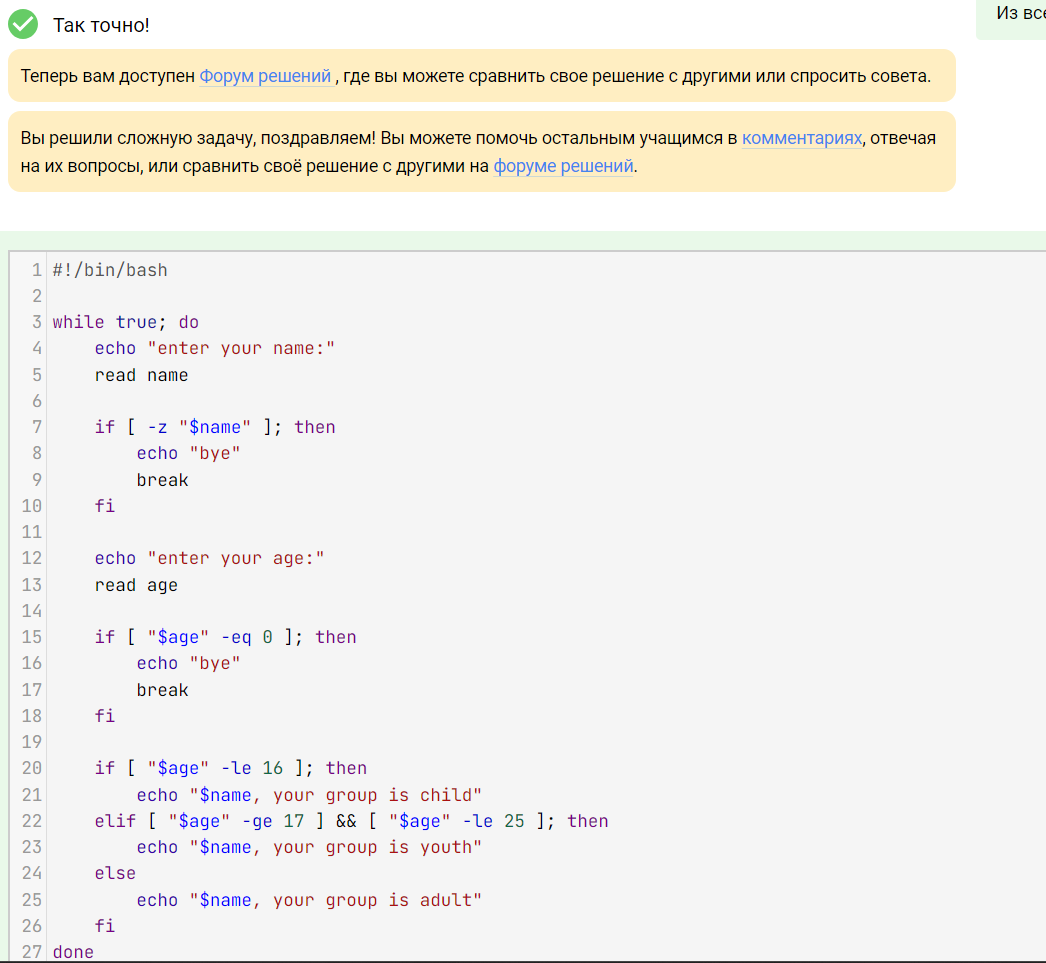 Так точно!
Из все
Теперь вам доступен Форум решений , где вы можете сравнить свое решение с другими или спросить совета.
Вы решили сложную задачу, поздравляем! Вы можете помочь остальным учащимся в комментариях, отвечая
на их вопросы, или сравнить своё решение с другими на форуме решений.
1 #!/bin/bash
2
3 while true; do
4     echo "enter your name:"
5     read name
6
7     if [ -z "$name" ]; then
8         echo "bye"
9         break
10     fi
11
12     echo "enter your age:"
13     read age
14
15     if [ "$age" -eq 0 ]; then
16         echo "bye"
17         break
18     fi
19
20     if [ "$age" -le 16 ]; then
21         echo "$name, your group is child"
22     elif [ "$age" -ge 17 ] && [ "$age" -le 25 ]; then
23         echo "$name, your group is youth"
24     else
25         echo "$name, your group is adult"
26     fi
27 done